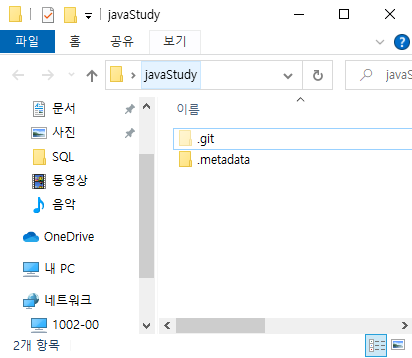 javaStudy
파일 홈 공유 보기
javaStudy
javaS
문서
사진
SQL
동영상
음악
OneDrive
내 PC
네트워크
1002-00
이름
.git
.metadata
2개 항목